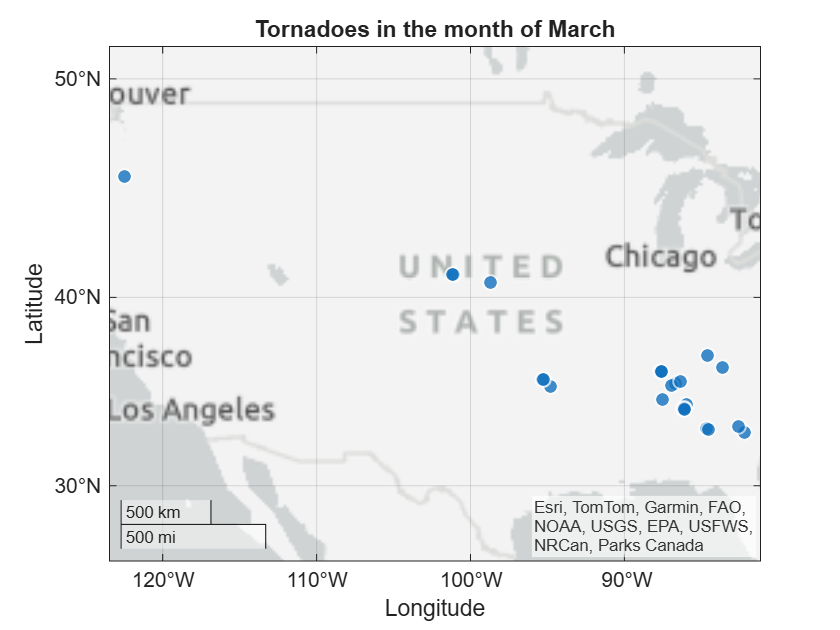 Tornadoes in the month of March
50°N
ouver
To
Chicago
UNITED
40°N
STATES
San
ncisco
Los Angeles
30°N
500 km
500 mi
Esri, TomTom, Garmin, FAO,
NOAA, USGS, EPA, USFWS,
NRCan, Parks Canada
120°W 110°W 100°W 90°W
Longitude
Latitude